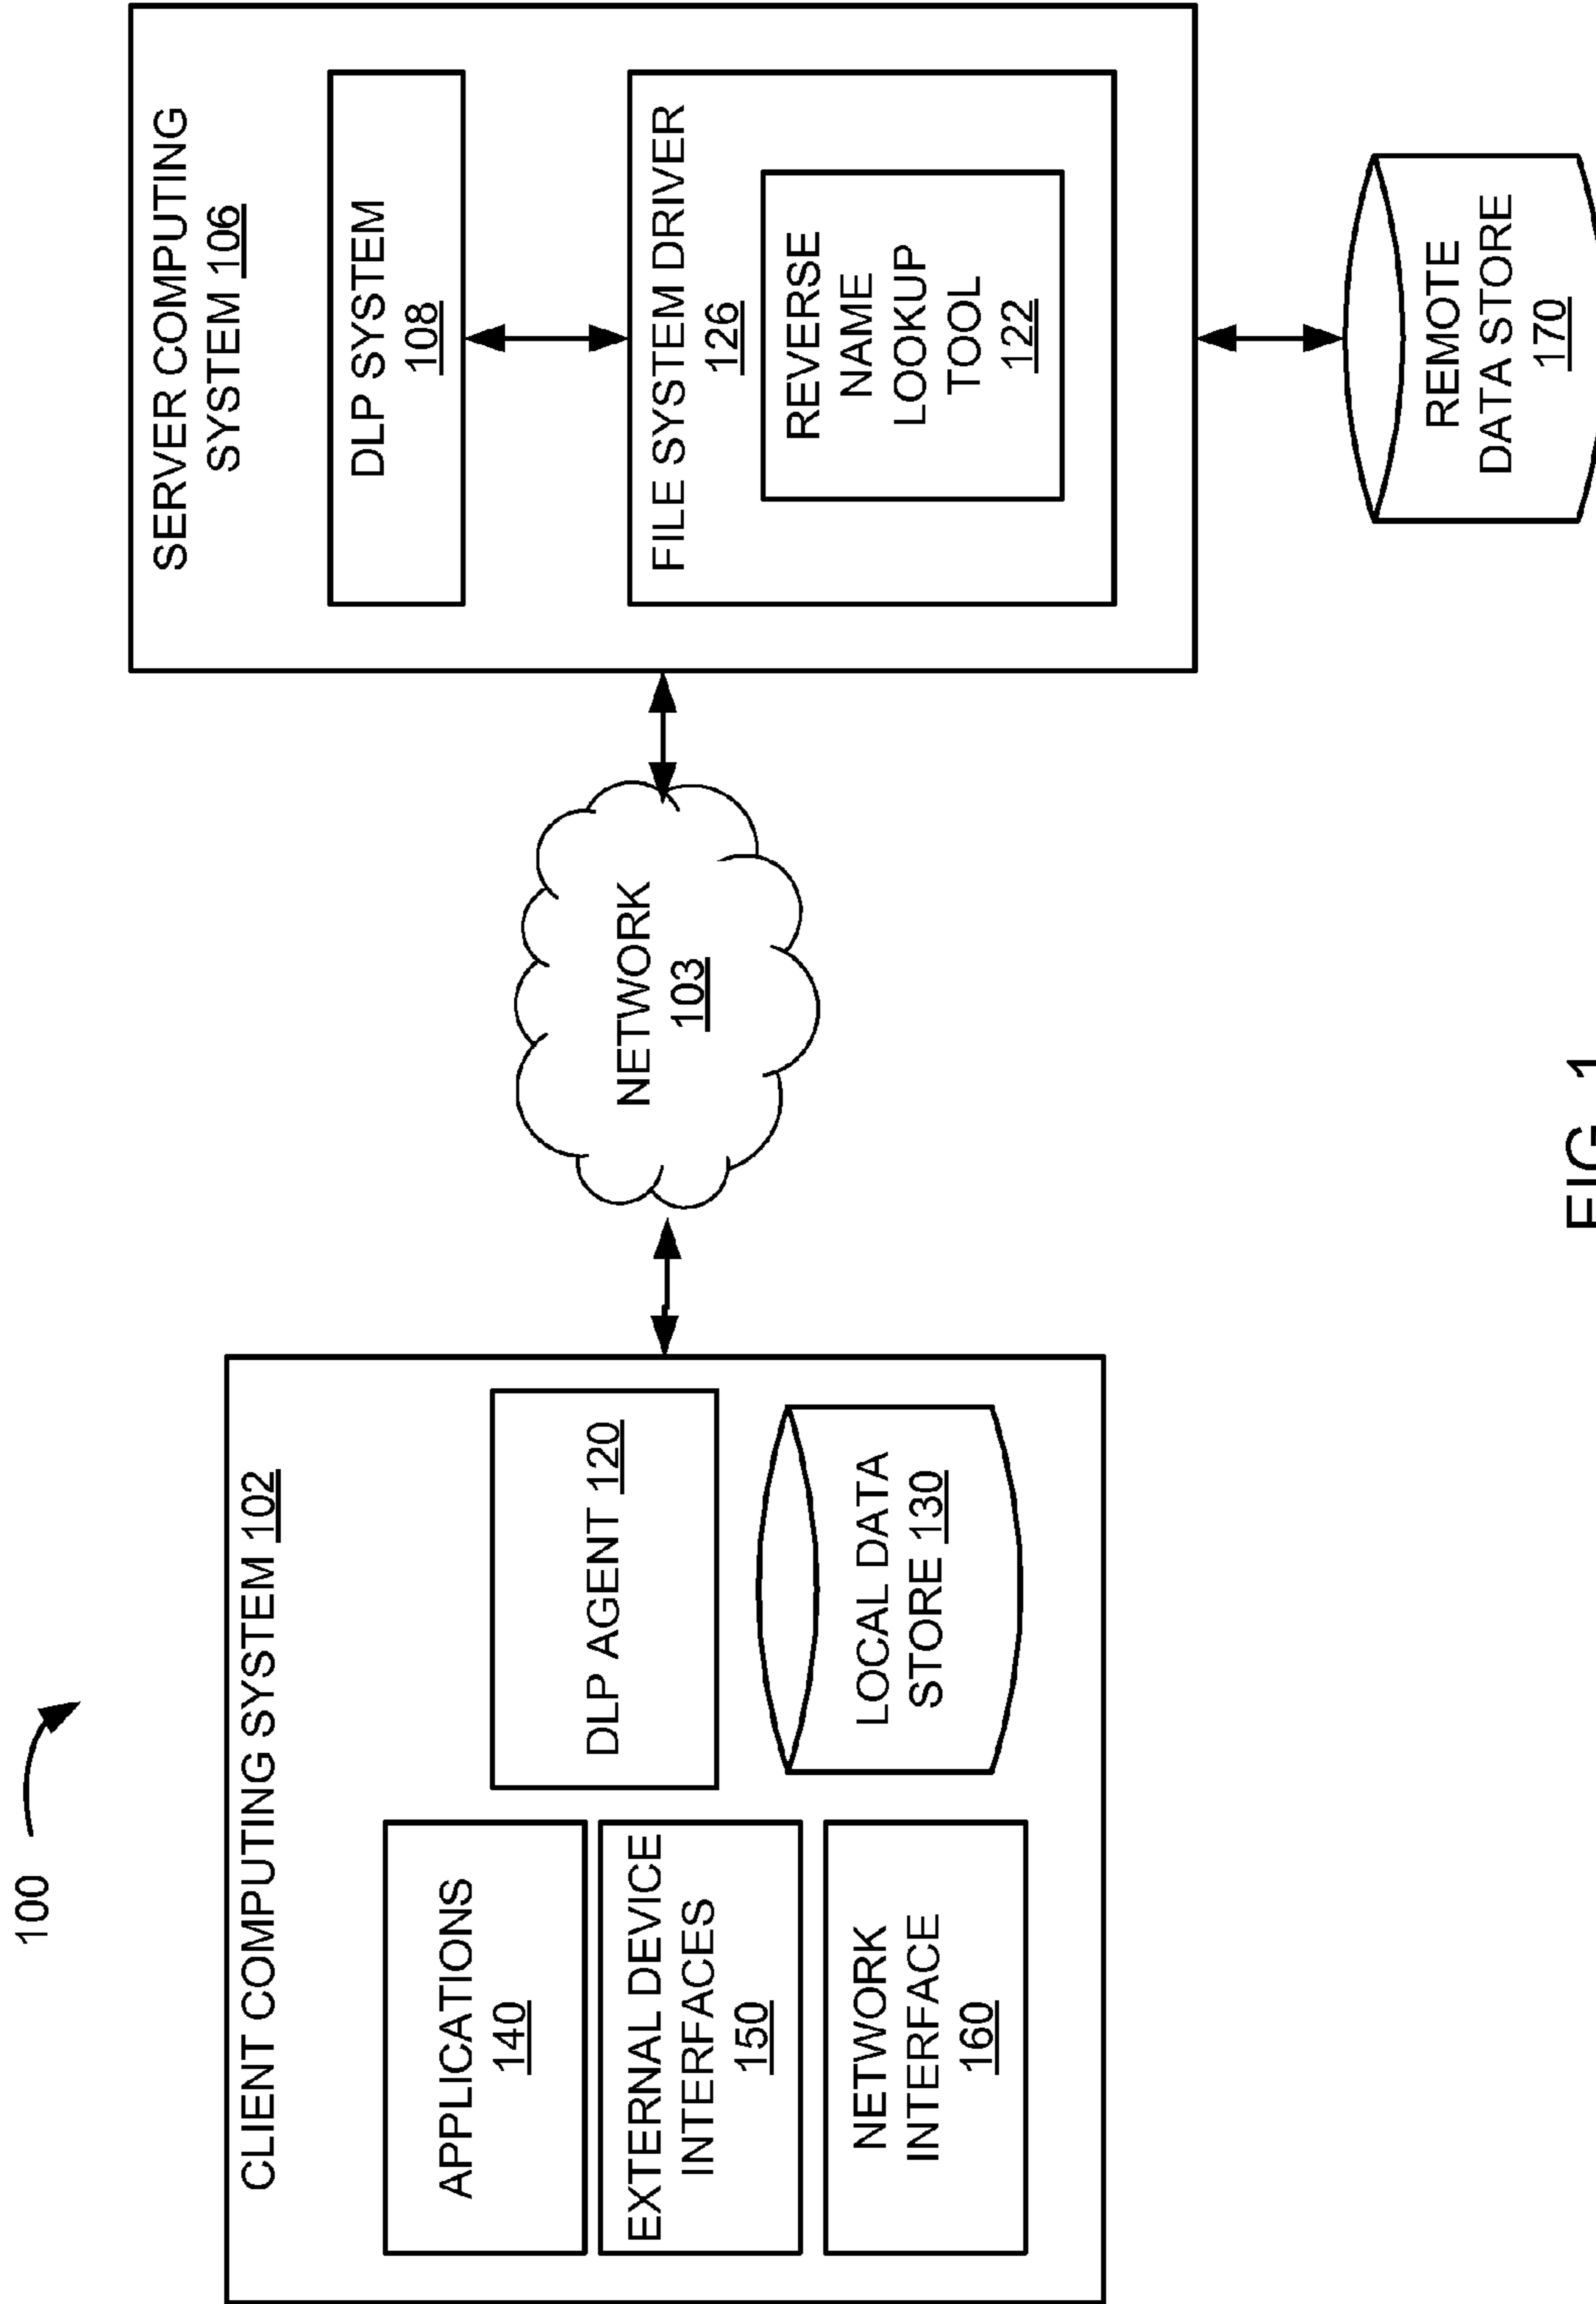 100
CLIENT COMPUTING SYSTEM 102
APPLICATIONS
140
EXTERNAL DEVICE
INTERFACES
150
NETWORK
INTERFACE
160
DLP AGENT 120
LOCAL DATA
STORE 130
NETWORK
103
SERVER COMPUTING
SYSTEM 106
DLP SYSTEM
108
FILE SYSTEM DRIVER
126
REVERSE
NAME
LOOKUP
TOOL
122
REMOTE
DATA STORE
170
FIG. 1